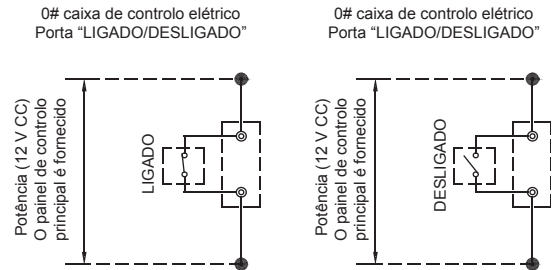 0# caixa de controlo elétrico
Porta “LIGADO/DESLIGADO”
Potência (12 V CC)
O painel de controlo
principal é fornecido
LIGADO
0# caixa de controlo elétrico
Porta “LIGADO/DESLIGADO”
Potência (12 V CC)
O painel de controlo
principal é fornecido
DESLIGADO